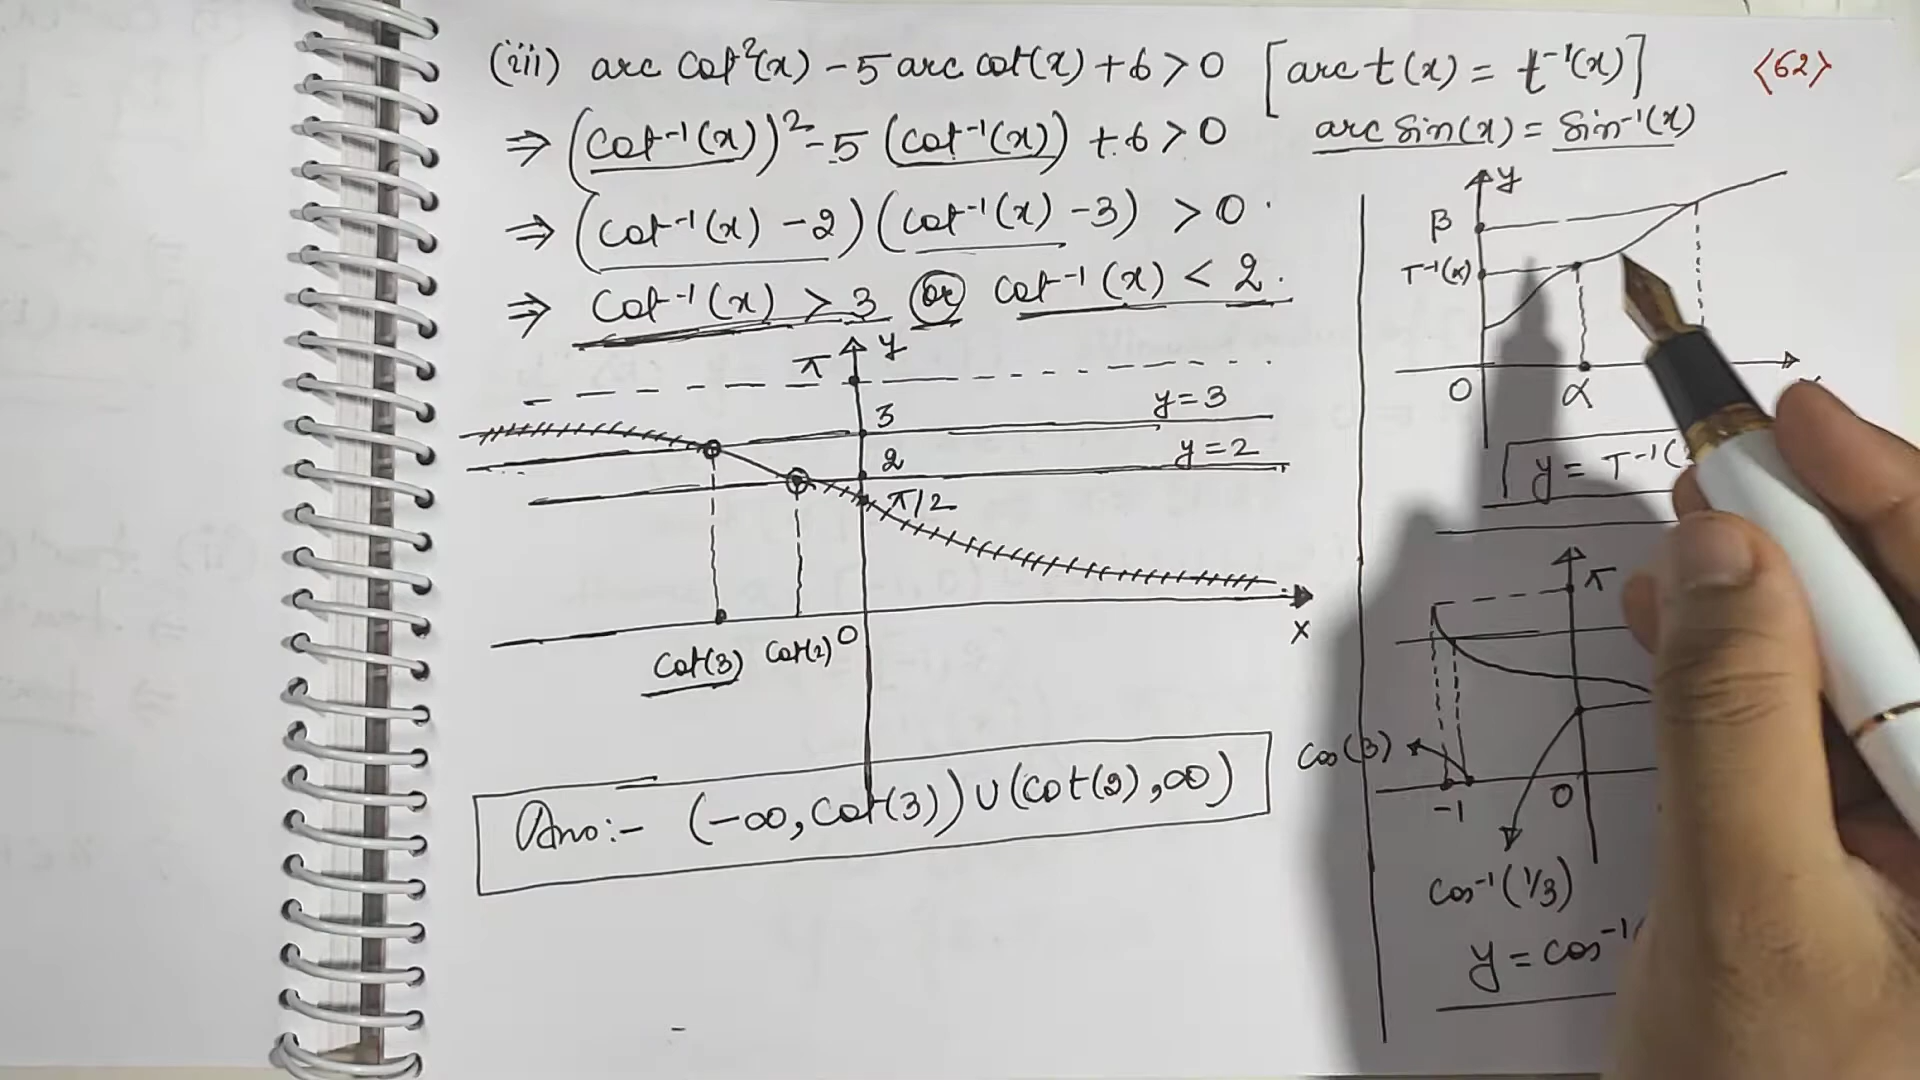 (iii) arc cot²(x) - 5 arc cot(x) + 6 > 0 [arc t(x) = t⁻¹(x)] <62>
⇒ (cot⁻¹(x))² - 5 (cot⁻¹(x)) + 6 > 0 arc sin(x) = sin⁻¹(x)
⇒ (cot⁻¹(x) - 2) (cot⁻¹(x) - 3) > 0.
⇒ cot⁻¹(x) > 3 or cot⁻¹(x) < 2.
π y
3 y=3
2 y=2
π/2
x
cot(3) cot(2) 0
Ans:- (-∞, cot(3)) ∪ (cot(2), ∞)
y
β
T⁻¹(α)
0 α
y = T⁻¹(
π
cos(3)
-1 0
cos⁻¹(1/3)
y = cos⁻¹